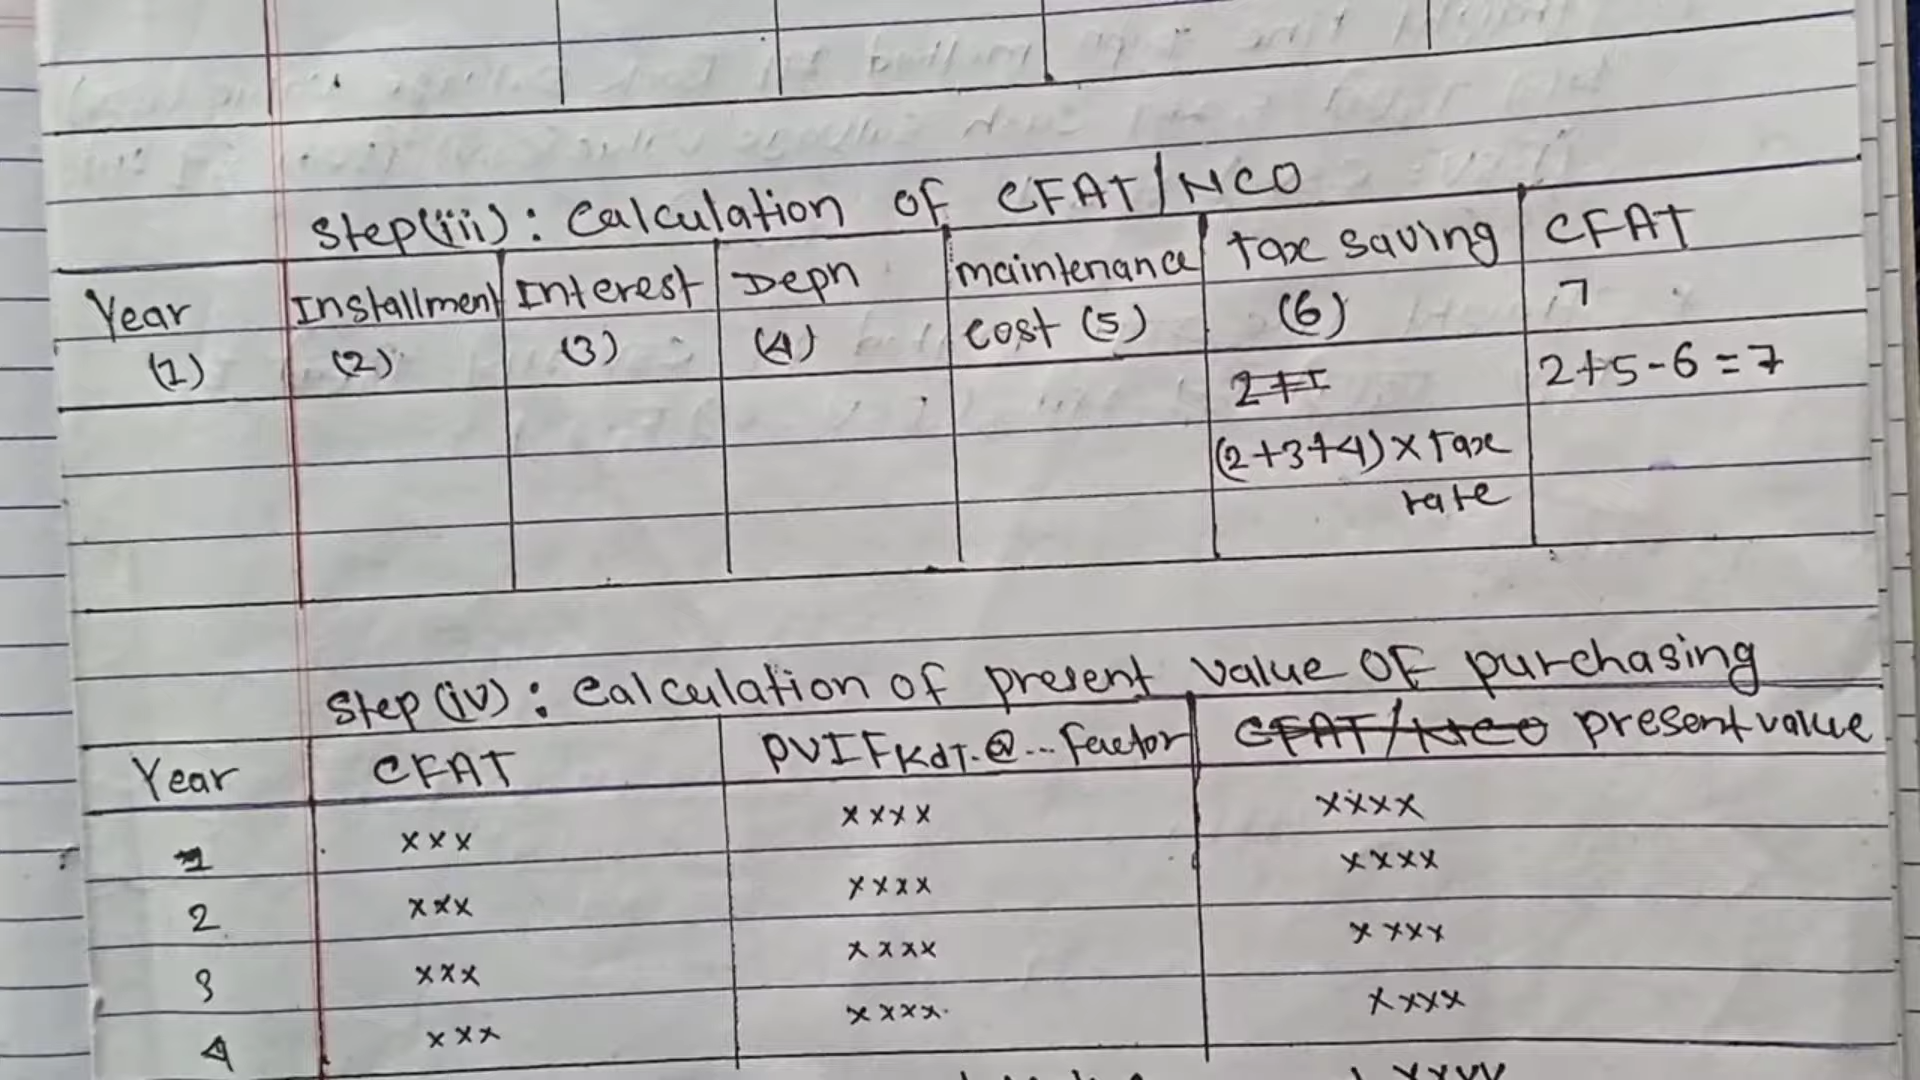 Step(iii): Calculation of CFAT/NCO
Year Installment Interest Depn maintenance tax saving CFAT
(1) (2) (3) (4) cost (5) (6) 7
2+I 2+5-6=7
(2+3+4)×Tax
rate
Step(iv): Calculation of present value of purchasing
Year CFAT PVIFKdT.@... Factor CFAT/NCO present value
1 xxx xxxx xxxx
2 xxx xxxx xxxx
3 xxx xxxx xxxx
4 xxx xxxx xxxx
xxxx